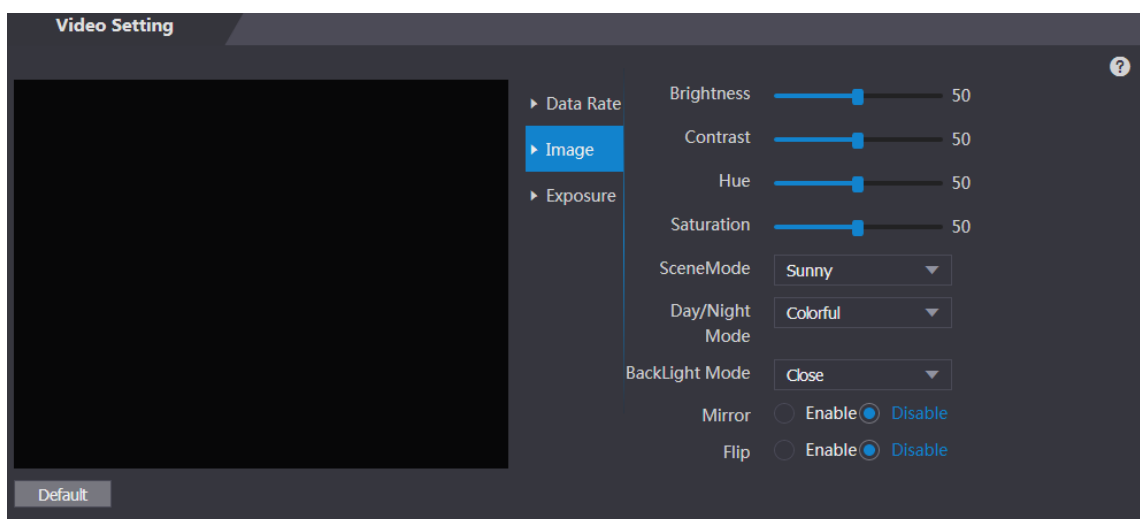 Video Setting
?
Data Rate
Image
Exposure
Brightness 50
Contrast 50
Hue 50
Saturation 50
SceneMode Sunny
Day/Night
Mode
Colorful
BackLight Mode Close
Mirror Enable Disable
Flip Enable Disable
Default